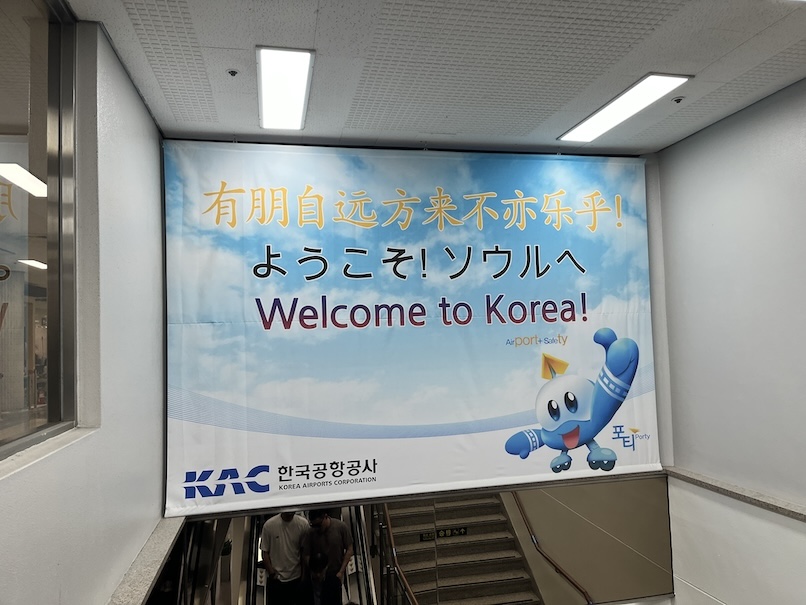 有朋自远方来不亦乐乎!
ようこそ! ソウルへ
Welcome to Korea!
Airport+Safety
포티 Porty
KAC 한국공항공사
KOREA AIRPORTS CORPORATION